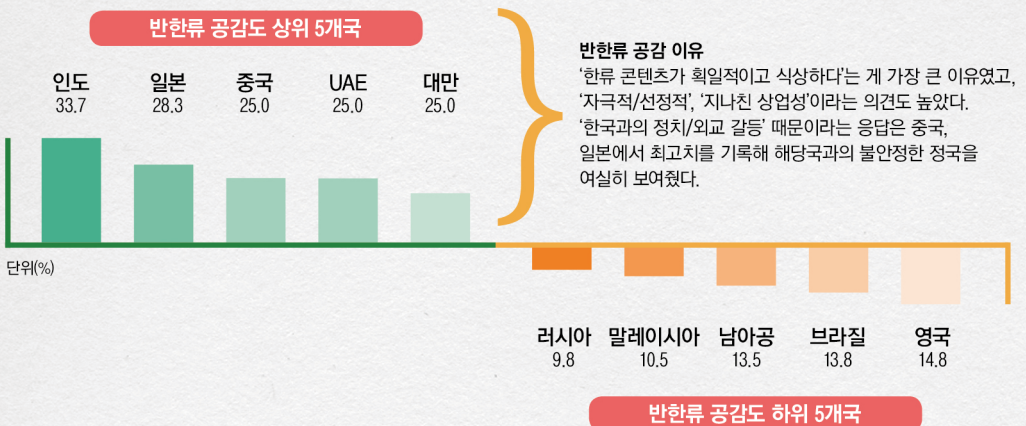 반한류 공감도 상위 5개국
인도 일본 중국 UAE 대만
33.7 28.3 25.0 25.0 25.0
반한류 공감 이유
‘한류 콘텐츠가 획일적이고 식상하다’는 게 가장 큰 이유였고,
‘자극적/선정적’, ‘지나친 상업성’이라는 의견도 높았다.
‘한국과의 정치/외교 갈등’ 때문이라는 응답은 중국,
일본에서 최고치를 기록해 해당국과의 불안정한 정국을
여실히 보여줬다.
단위(%)
러시아 말레이시아 남아공 브라질 영국
9.8 10.5 13.5 13.8 14.8
반한류 공감도 하위 5개국